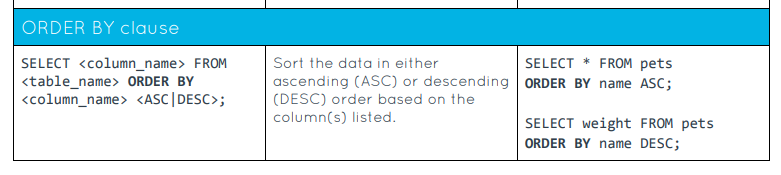 ORDER BY clause
SELECT <column_name> FROM
<table_name> ORDER BY
<column_name> <ASC|DESC>;
Sort the data in either
ascending (ASC) or descending
(DESC) order based on the
column(s) listed.
SELECT * FROM pets
ORDER BY name ASC;
SELECT weight FROM pets
ORDER BY name DESC;